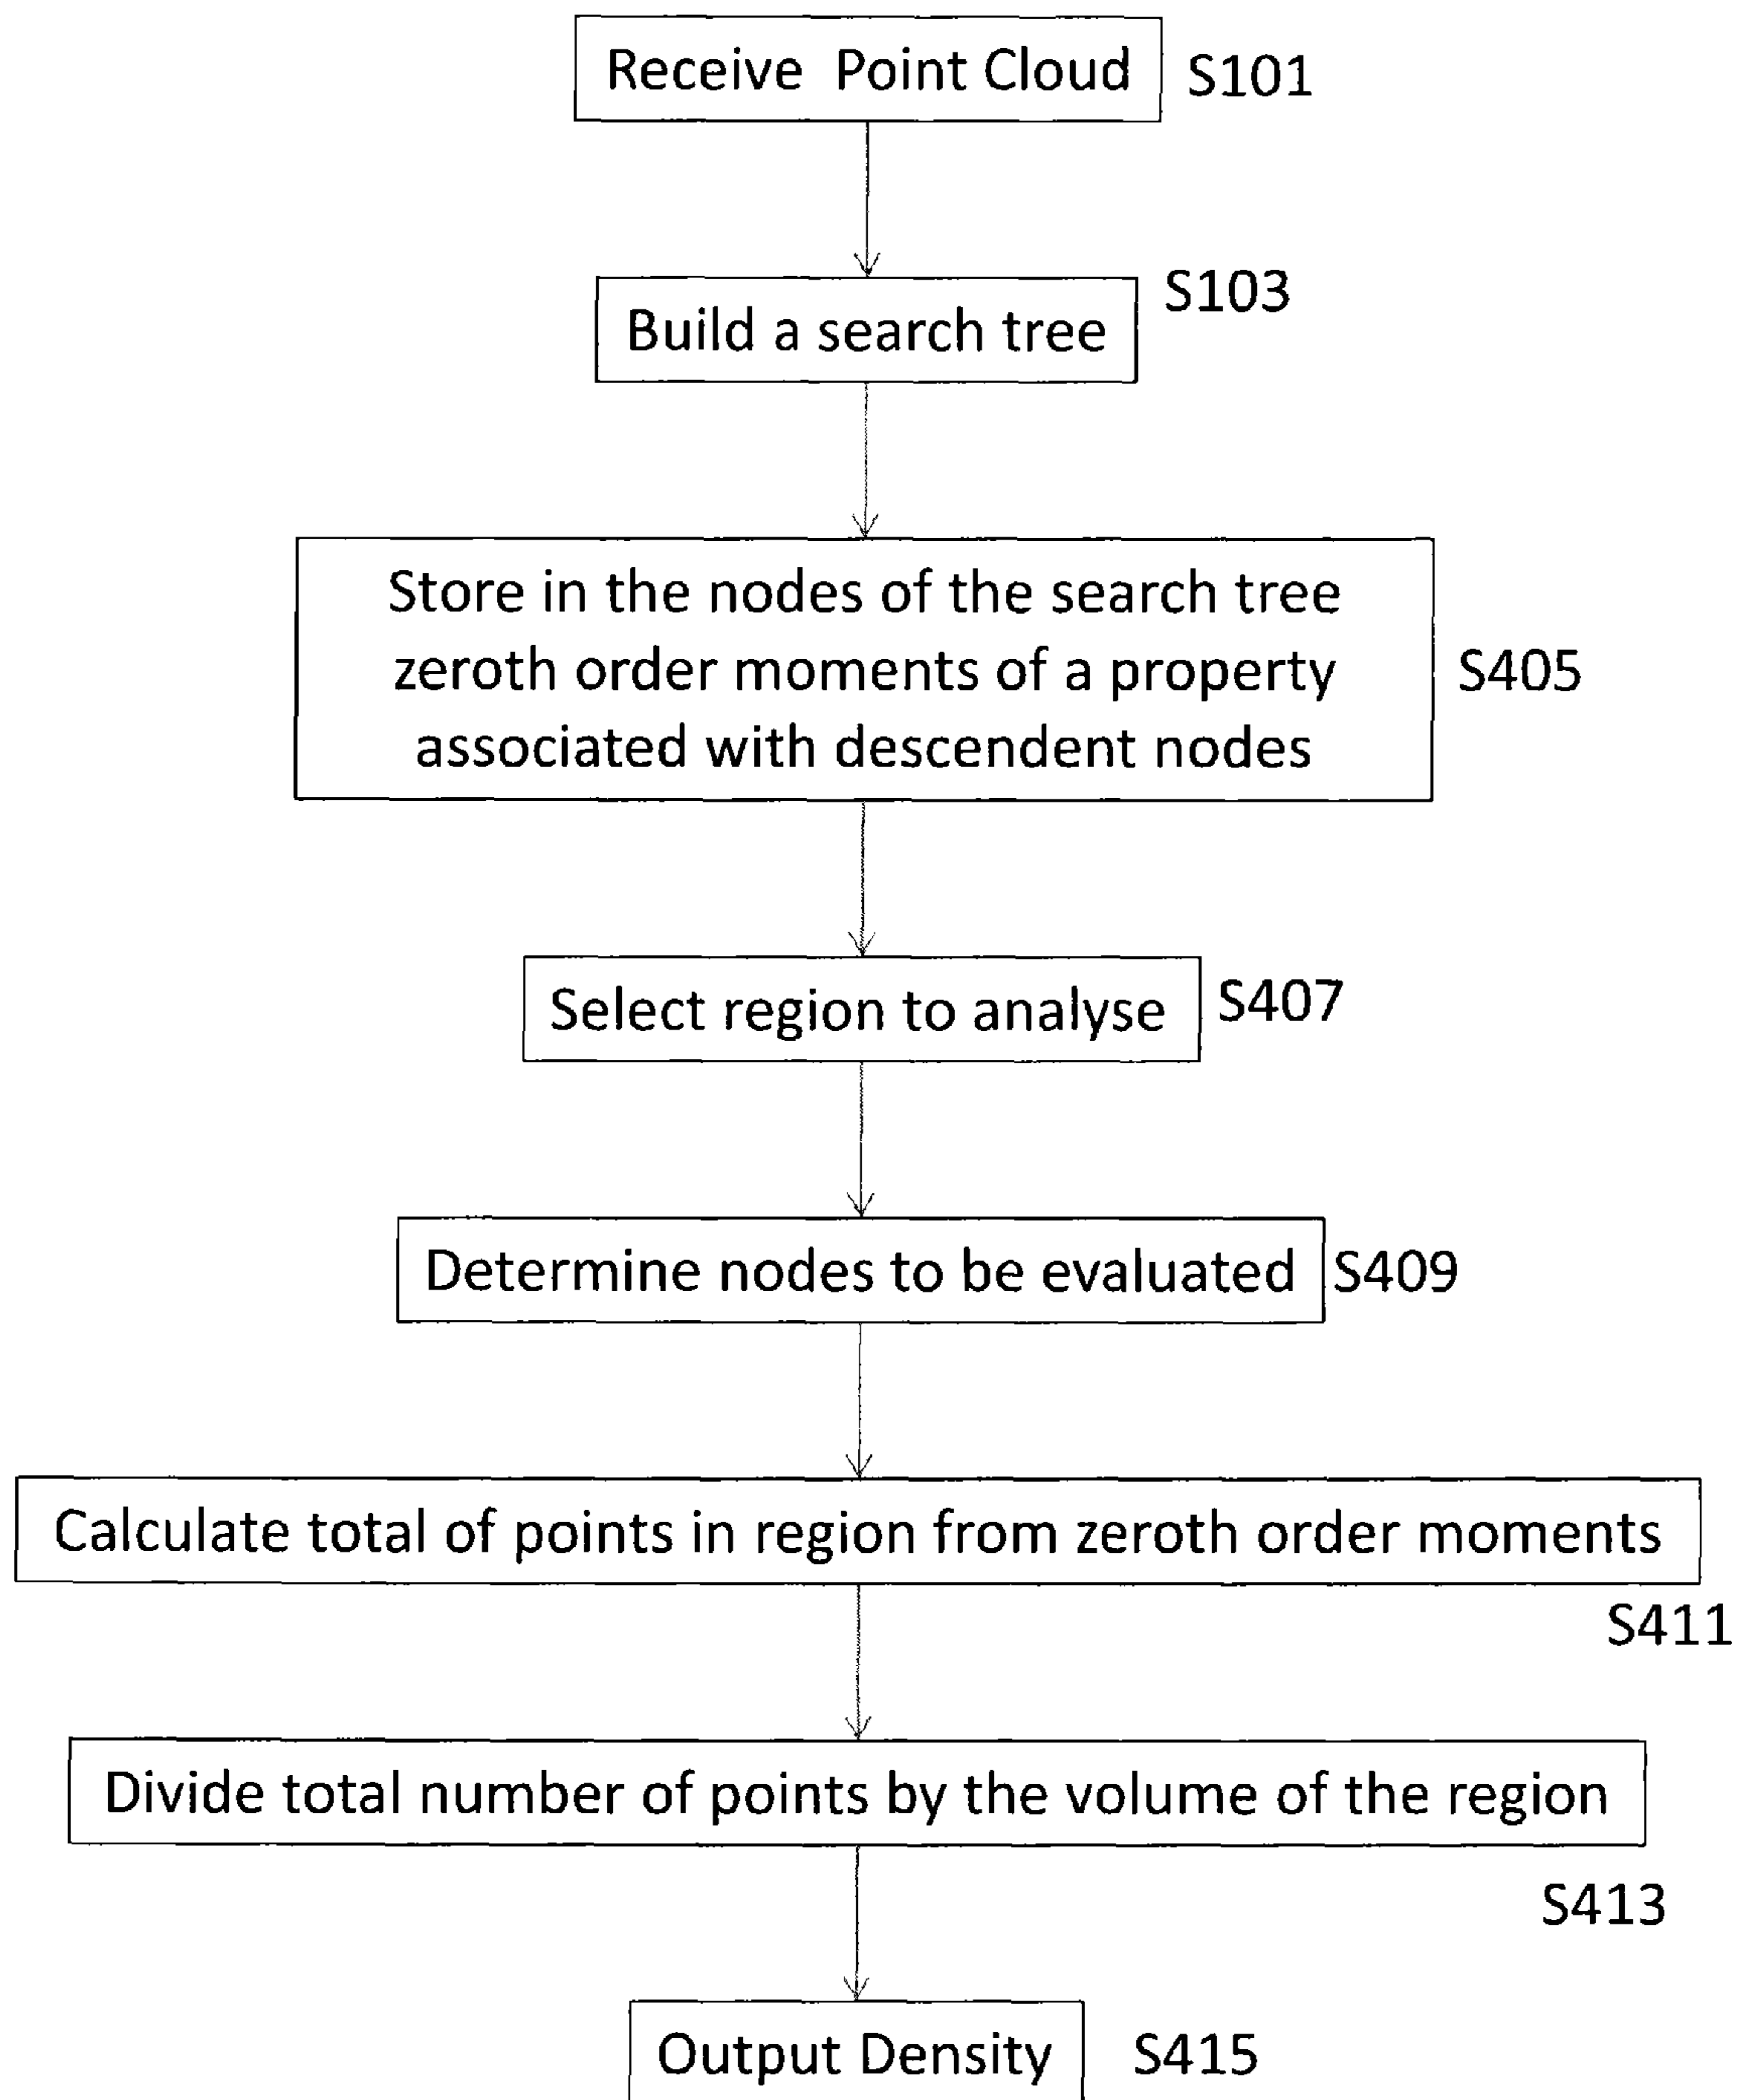 Receive Point Cloud S101
Build a search tree S103
Store in the nodes of the search tree
zeroth order moments of a property S405
associated with descendent nodes
Select region to analyse S407
Determine nodes to be evaluated S409
Calculate total of points in region from zeroth order moments
S411
Divide total number of points by the volume of the region
S413
Output Density S415